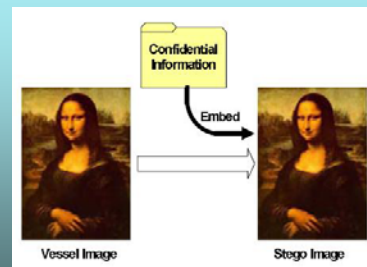 Confidential
Information
Embed
Vessel Image
Stego Image